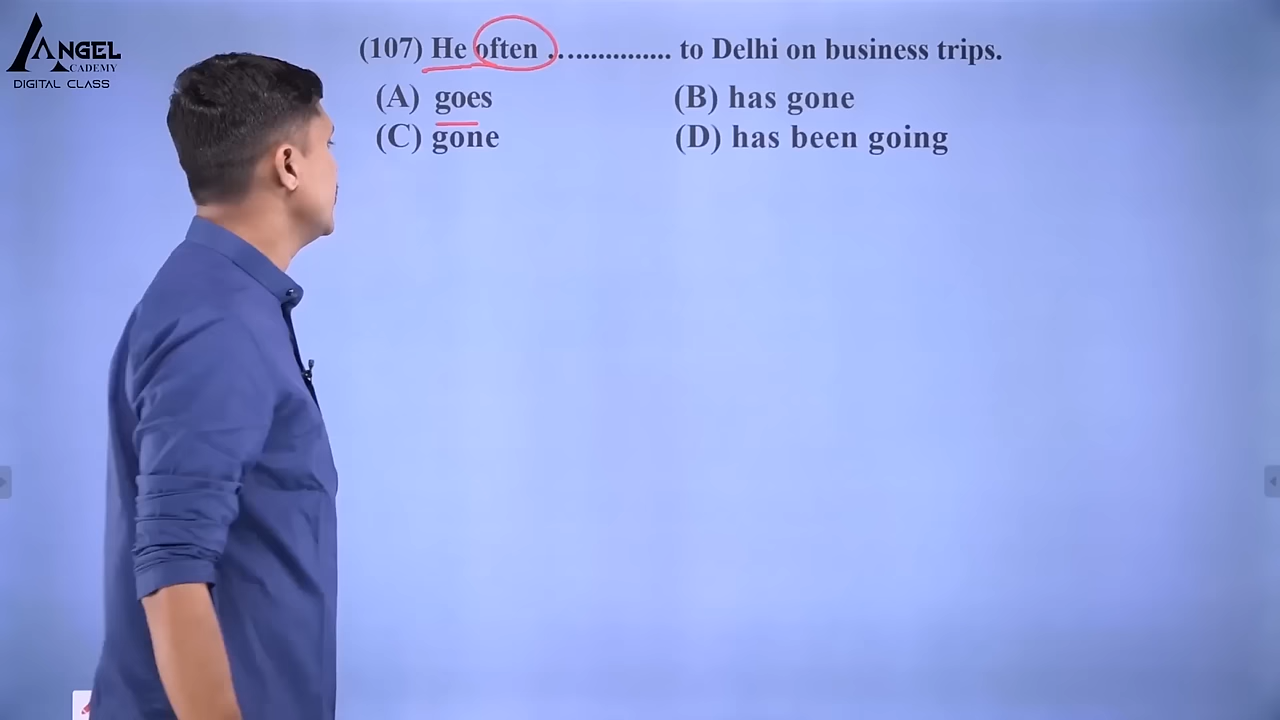 ANGEL
ACADEMY
DIGITAL CLASS
(107) He often ................ to Delhi on business trips.
(A) goes
(B) has gone
(C) gone
(D) has been going